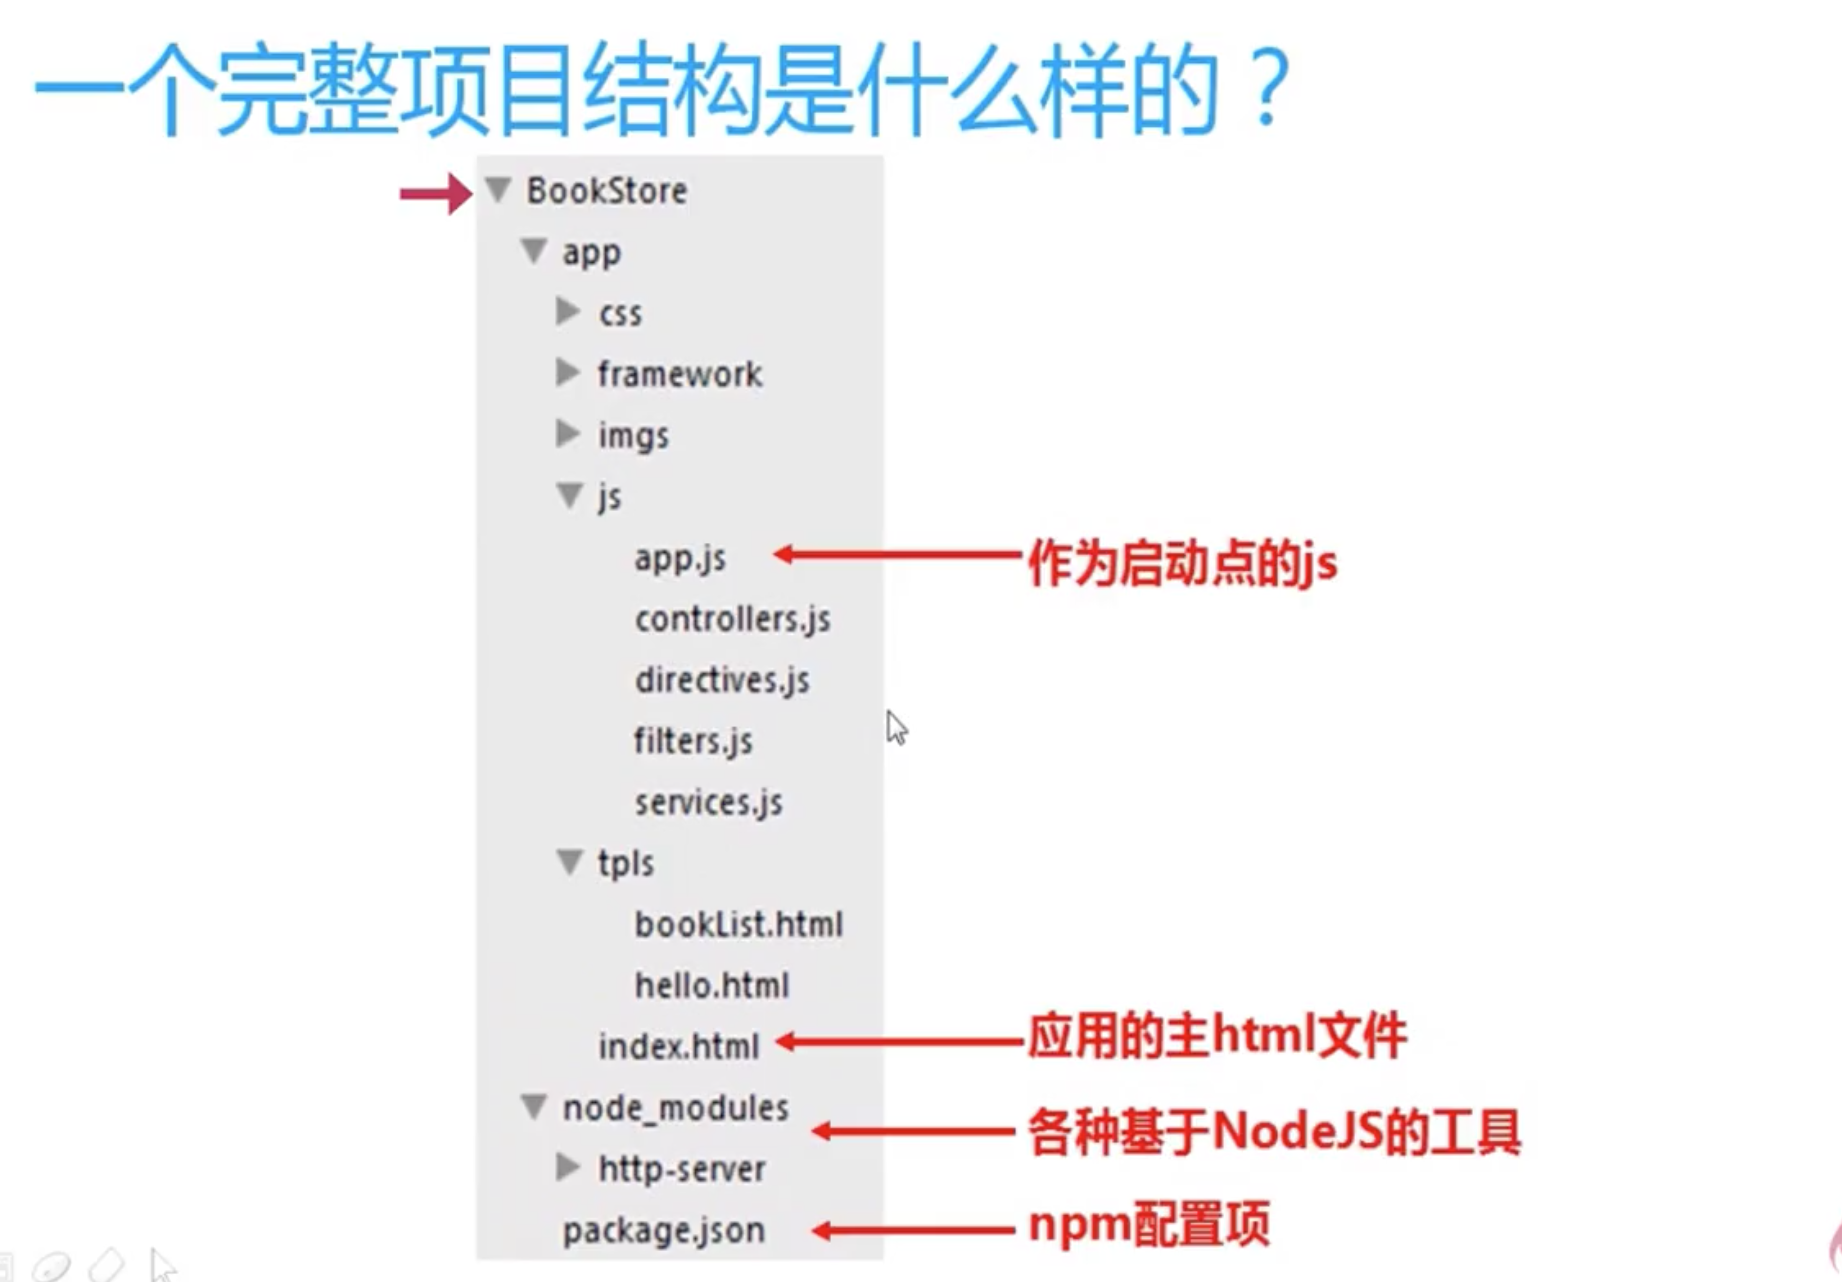 一个完整项目结构是什么样的？
BookStore
app
css
framework
imgs
js
app.js
作为启动点的js
controllers.js
directives.js
filters.js
services.js
tpls
bookList.html
hello.html
index.html
应用的主html文件
node_modules
各种基于NodeJS的工具
http-server
package.json
npm配置项